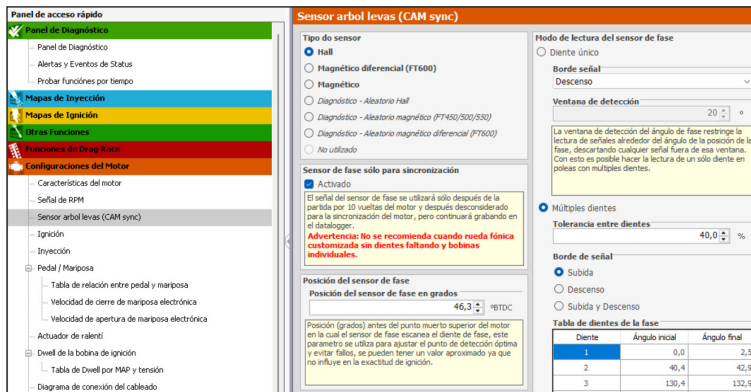 Panel de acceso rápido
Panel de Diagnóstico
Panel de Diagnóstico
Alertas y Eventos de Status
Probar funciónes por tiempo
Mapas de Inyección
Mapas de Ignición
Otras Funciones
Funciones de Drag Race
Configuraciones del Motor
Características del motor
Señal de RPM
Sensor arbol levas (CAM sync)
Ignición
Inyección
Pedal / Mariposa
Tabla de relación entre pedal y mariposa
Velocidad de cierre de mariposa electrónica
Velocidad de apertura de mariposa electrónica
Actuador de ralentí
Dwell de la bobina de ignición
Tabla de Dwell por MAP y tensión
Diagrama de conexión del cableado
Sensor arbol levas (CAM sync)
Tipo do sensor
Hall
Magnético diferencial (FT600)
Magnético
Diagnóstico - Aleatorio Hall
Diagnóstico - Aleatorio magnético (FT450/500/550)
Diagnóstico - Aleatorio magnético diferencial (FT600)
No utilizado
Sensor de fase sólo para sincronización
Activado
El señal del sensor de fase se utilizará sólo después de la
partida por 10 vueltas del motor y después desconsiderado
para la sincronización del motor, pero continuará grabando en
el datalogger.
Advertencia: No se recomienda cuando rueda fónica
customizada sin dientes faltando y bobinas
individuales.
Posición del sensor de fase
Posición del sensor de fase en grados
46,3 ºBTDC
Posición (grados) antes del punto muerto superior del motor
en la cual el sensor de fase escanea el diente de fase, este
parametro se utiliza para ajustar el punto de detección óptima
y evitar fallos, se pueden tener un valor aproximado ya que
no influye en la exactitud de ignición.
Modo de lectura del sensor de fase
Diente único
Borde señal
Descenso
Ventana de detección
20 º
La ventana de detección del ángulo de fase restringe la
lectura de señales alrededor del ángulo de la posición de la
fase, descartando cualquier señal fuera de esa ventana.
Con esto es posible hacer la lectura de un sólo diente en
poleas con multiples dientes.
Múltiples dientes
Tolerancia entre dientes
40,0 %
Borde de señal
Subida
Descenso
Subida y Descenso
Tabla de dientes de la fase
Diente Ángulo inicial Ángulo final
1 0,0 2,5
2 40,4 42,9
3 130,4 132,9